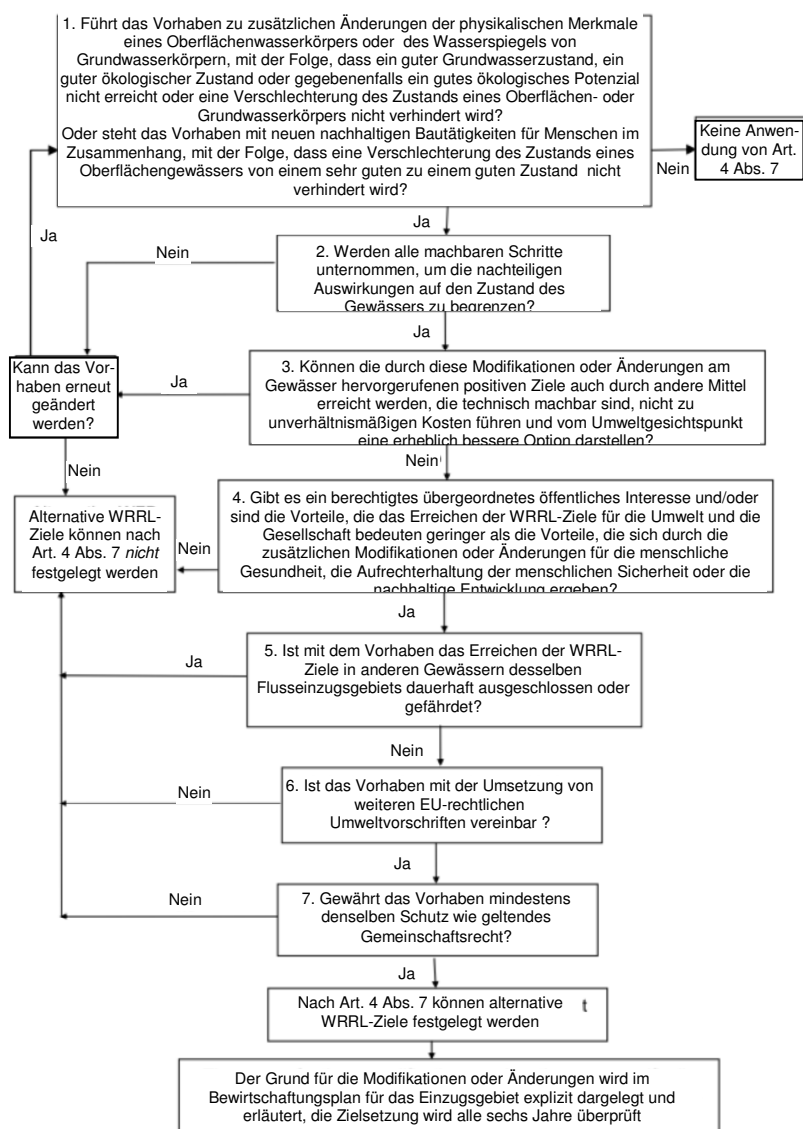 1. Führt das Vorhaben zu zusätzlichen Änderungen der physikalischen Merkmale
eines Oberflächenwasserkörpers oder des Wasserspiegels von
Grundwasserkörpern, mit der Folge, dass ein guter Grundwasserzustand, ein
guter ökologischer Zustand oder gegebenenfalls ein gutes ökologisches Potenzial
nicht erreicht oder eine Verschlechterung des Zustands eines Oberflächen- oder
Grundwasserkörpers nicht verhindert wird?
Oder steht das Vorhaben mit neuen nachhaltigen Bautätigkeiten für Menschen im
Zusammenhang, mit der Folge, dass eine Verschlechterung des Zustands eines
Oberflächengewässers von einem sehr guten zu einem guten Zustand nicht
verhindert wird?
Nein
Keine Anwen-
dung von Art.
4 Abs. 7
Ja
Ja
Nein
2. Werden alle machbaren Schritte
unternommen, um die nachteiligen
Auswirkungen auf den Zustand des
Gewässers zu begrenzen?
Ja
Kann das Vor-
haben erneut
geändert
werden?
Ja
3. Können die durch diese Modifikationen oder Änderungen am
Gewässer hervorgerufenen positiven Ziele auch durch andere Mittel
erreicht werden, die technisch machbar sind, nicht zu
unverhältnismäßigen Kosten führen und vom Umweltgesichtspunkt
eine erheblich bessere Option darstellen?
Nein
Nein
Alternative WRRL-
Ziele können nach
Art. 4 Abs. 7 nicht
festgelegt werden
Nein
4. Gibt es ein berechtigtes übergeordnetes öffentliches Interesse und/oder
sind die Vorteile, die das Erreichen der WRRL-Ziele für die Umwelt und die
Gesellschaft bedeuten geringer als die Vorteile, die sich durch die
zusätzlichen Modifikationen oder Änderungen für die menschliche
Gesundheit, die Aufrechterhaltung der menschlichen Sicherheit oder die
nachhaltige Entwicklung ergeben?
Ja
Ja
5. Ist mit dem Vorhaben das Erreichen der WRRL-
Ziele in anderen Gewässern desselben
Flusseinzugsgebiets dauerhaft ausgeschlossen oder
gefährdet?
Nein
Nein
6. Ist das Vorhaben mit der Umsetzung von
weiteren EU-rechtlichen
Umweltvorschriften vereinbar ?
Ja
Nein
7. Gewährt das Vorhaben mindestens
denselben Schutz wie geltendes
Gemeinschaftsrecht?
Ja
Nach Art. 4 Abs. 7 können alternative t
WRRL-Ziele festgelegt werden
Der Grund für die Modifikationen oder Änderungen wird im
Bewirtschaftungsplan für das Einzugsgebiet explizit dargelegt und
erläutert, die Zielsetzung wird alle sechs Jahre überprüft